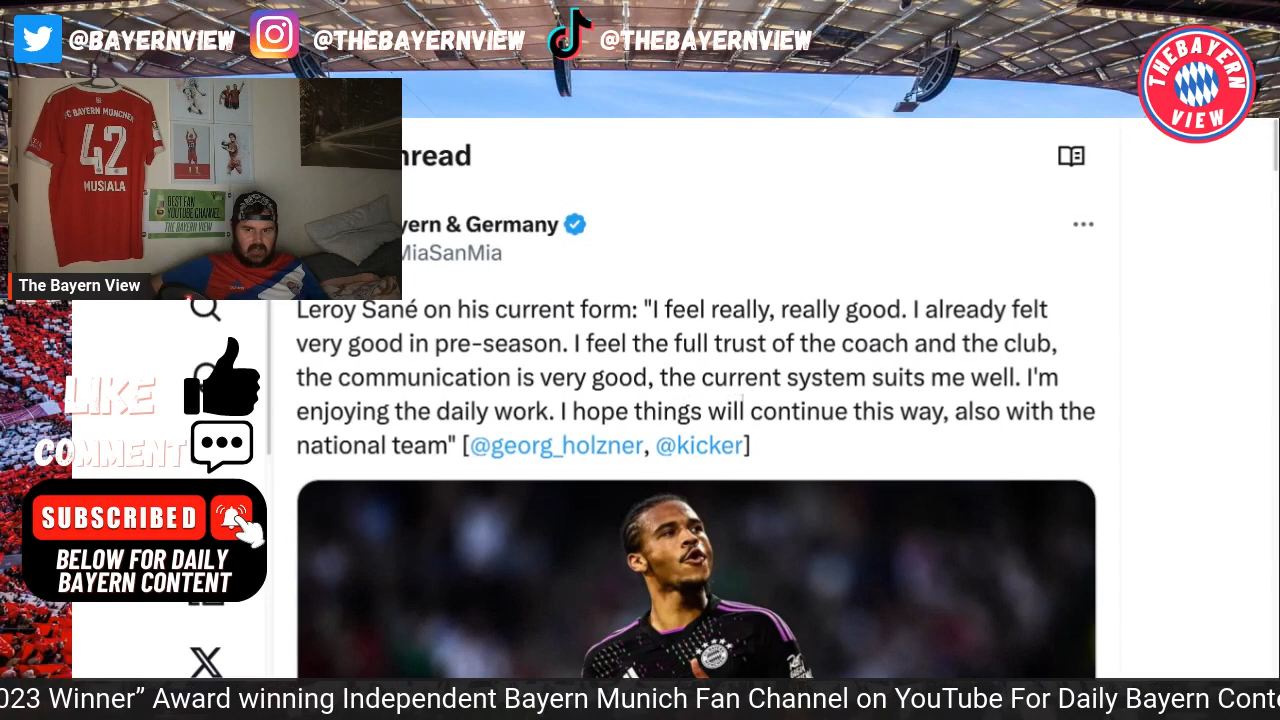 @BAYERNVIEW @THEBAYERNVIEW @THEBAYERNVIEW
THEBAYERN
VIEW
FC BAYERN MÜNCHEN
42
MUSIALA
BEST FAN
YOUTUBE CHANNEL
THE BAYERN VIEW
The Bayern View
hread
yern & Germany
MiaSanMia
Leroy Sané on his current form: "I feel really, really good. I already felt
very good in pre-season. I feel the full trust of the coach and the club,
the communication is very good, the current system suits me well. I'm
enjoying the daily work. I hope things will continue this way, also with the
national team" [@georg_holzner, @kicker]
LIKE
COMMENT
SUBSCRIBED
BELOW FOR DAILY
BAYERN CONTENT
023 Winner” Award winning Independent Bayern Munich Fan Channel on YouTube For Daily Bayern Conte